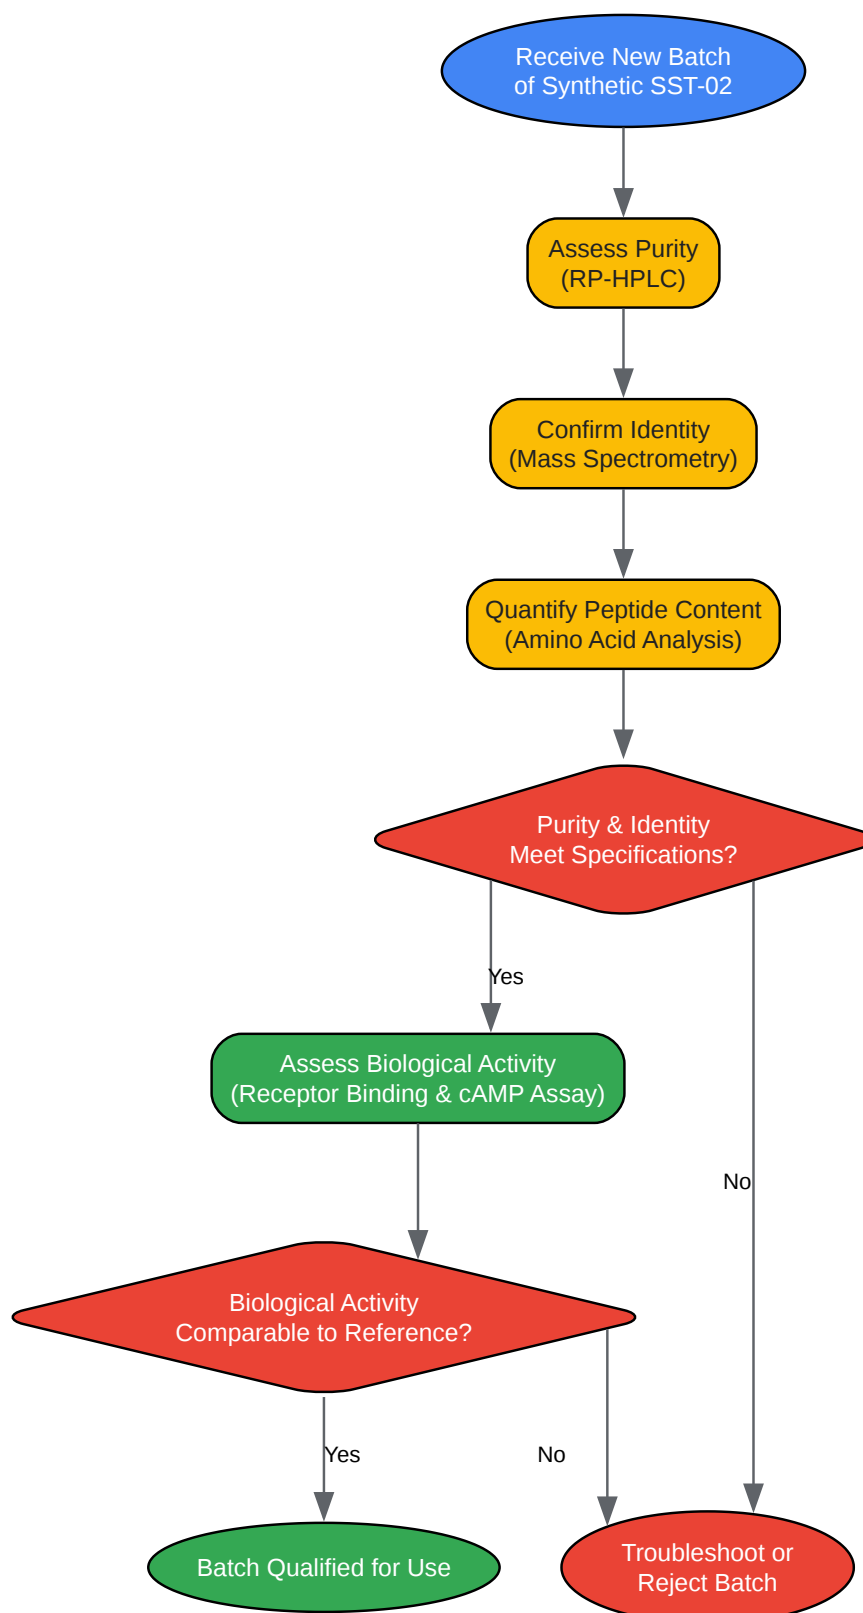 Receive New Batch
of Synthetic SST-02
Assess Purity
(RP-HPLC)
Confirm Identity
(Mass Spectrometry)
Quantify Peptide Content
(Amino Acid Analysis)
Purity & Identity
Meet Specifications?
Yes
Assess Biological Activity
(Receptor Binding & cAMP Assay)
No
Biological Activity
Comparable to Reference?
Yes
No
Batch Qualified for Use
Troubleshoot or
Reject Batch